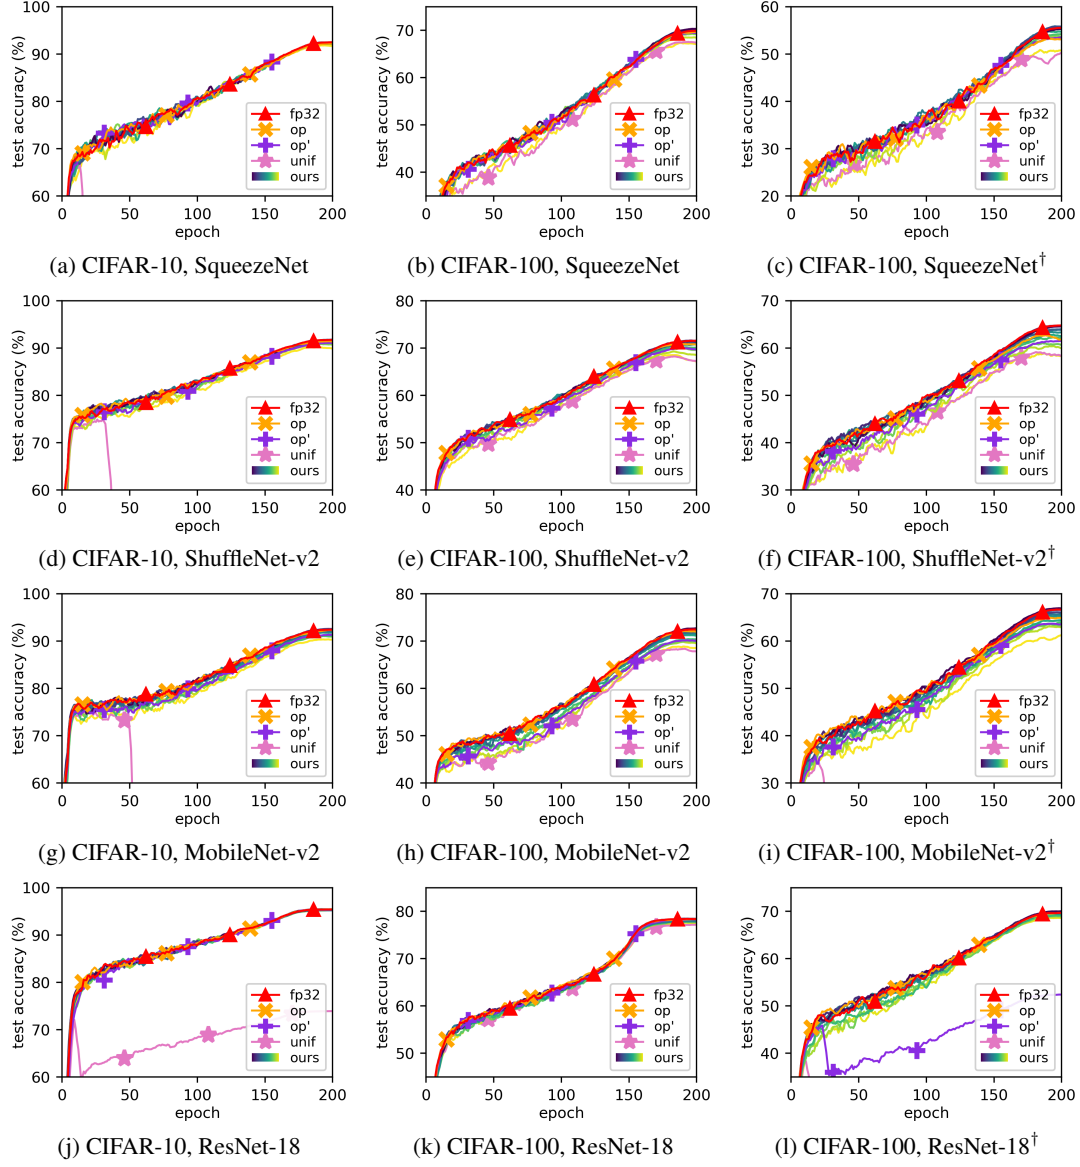 100
90
80
70
60
test accuracy (%)
0 50 100 150 200
epoch
fp32
op
op'
unif
ours
(a) CIFAR-10, SqueezeNet
70
60
50
40
test accuracy (%)
0 50 100 150 200
epoch
fp32
op
op'
unif
ours
(b) CIFAR-100, SqueezeNet
60
50
40
30
20
test accuracy (%)
0 50 100 150 200
epoch
fp32
op
op'
unif
ours
(c) CIFAR-100, SqueezeNet†
100
90
80
70
60
test accuracy (%)
0 50 100 150 200
epoch
fp32
op
op'
unif
ours
(d) CIFAR-10, ShuffleNet-v2
80
70
60
50
40
test accuracy (%)
0 50 100 150 200
epoch
fp32
op
op'
unif
ours
(e) CIFAR-100, ShuffleNet-v2
70
60
50
40
30
test accuracy (%)
0 50 100 150 200
epoch
fp32
op
op'
unif
ours
(f) CIFAR-100, ShuffleNet-v2†
100
90
80
70
60
test accuracy (%)
0 50 100 150 200
epoch
fp32
op
op'
unif
ours
(g) CIFAR-10, MobileNet-v2
80
70
60
50
40
test accuracy (%)
0 50 100 150 200
epoch
fp32
op
op'
unif
ours
(h) CIFAR-100, MobileNet-v2
70
60
50
40
30
test accuracy (%)
0 50 100 150 200
epoch
fp32
op
op'
unif
ours
(i) CIFAR-100, MobileNet-v2†
100
90
80
70
60
test accuracy (%)
0 50 100 150 200
epoch
fp32
op
op'
unif
ours
(j) CIFAR-10, ResNet-18
80
70
60
50
test accuracy (%)
0 50 100 150 200
epoch
fp32
op
op'
unif
ours
(k) CIFAR-100, ResNet-18
70
60
50
40
test accuracy (%)
0 50 100 150 200
epoch
fp32
op
op'
unif
ours
(l) CIFAR-100, ResNet-18†